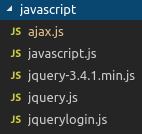 javascript
JS ajax.js
JS javascript.js
JS jquery-3.4.1.min.js
JS jquery.js
JS jquerylogin.js